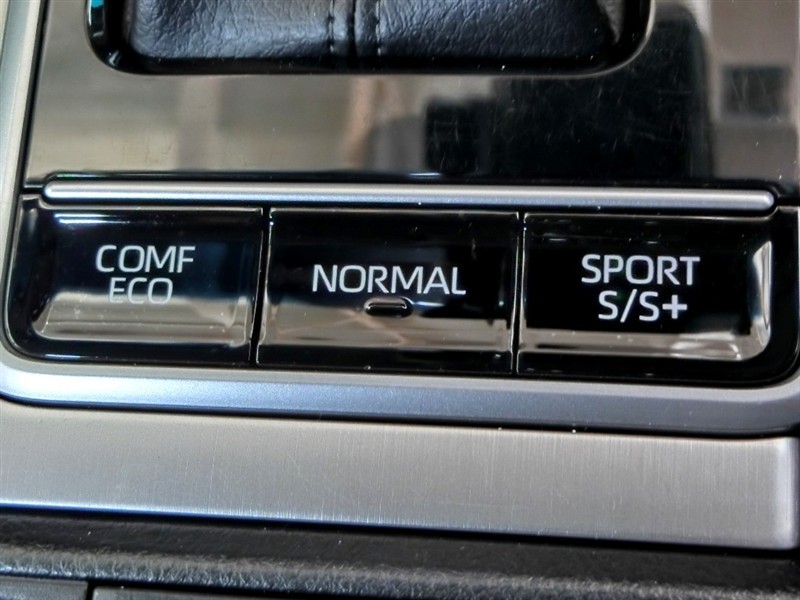 COMF
ECO
NORMAL
SPORT
S/S+